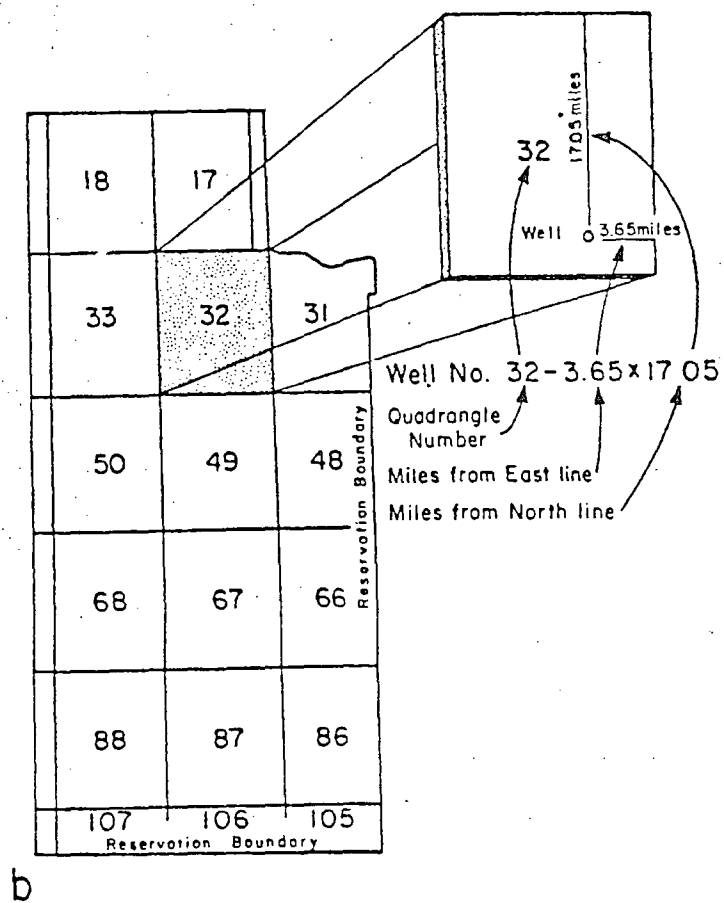 18 17
33 32 31
50 49 48
68 67 66
88 87 86
107 106 105
Reservation Boundary
Reservation Boundary
32
17.05 miles
Well 3.65 miles
Well No. 32-3.65x17 05
Quadrangle
Number
Miles from East line
Miles from North line
b